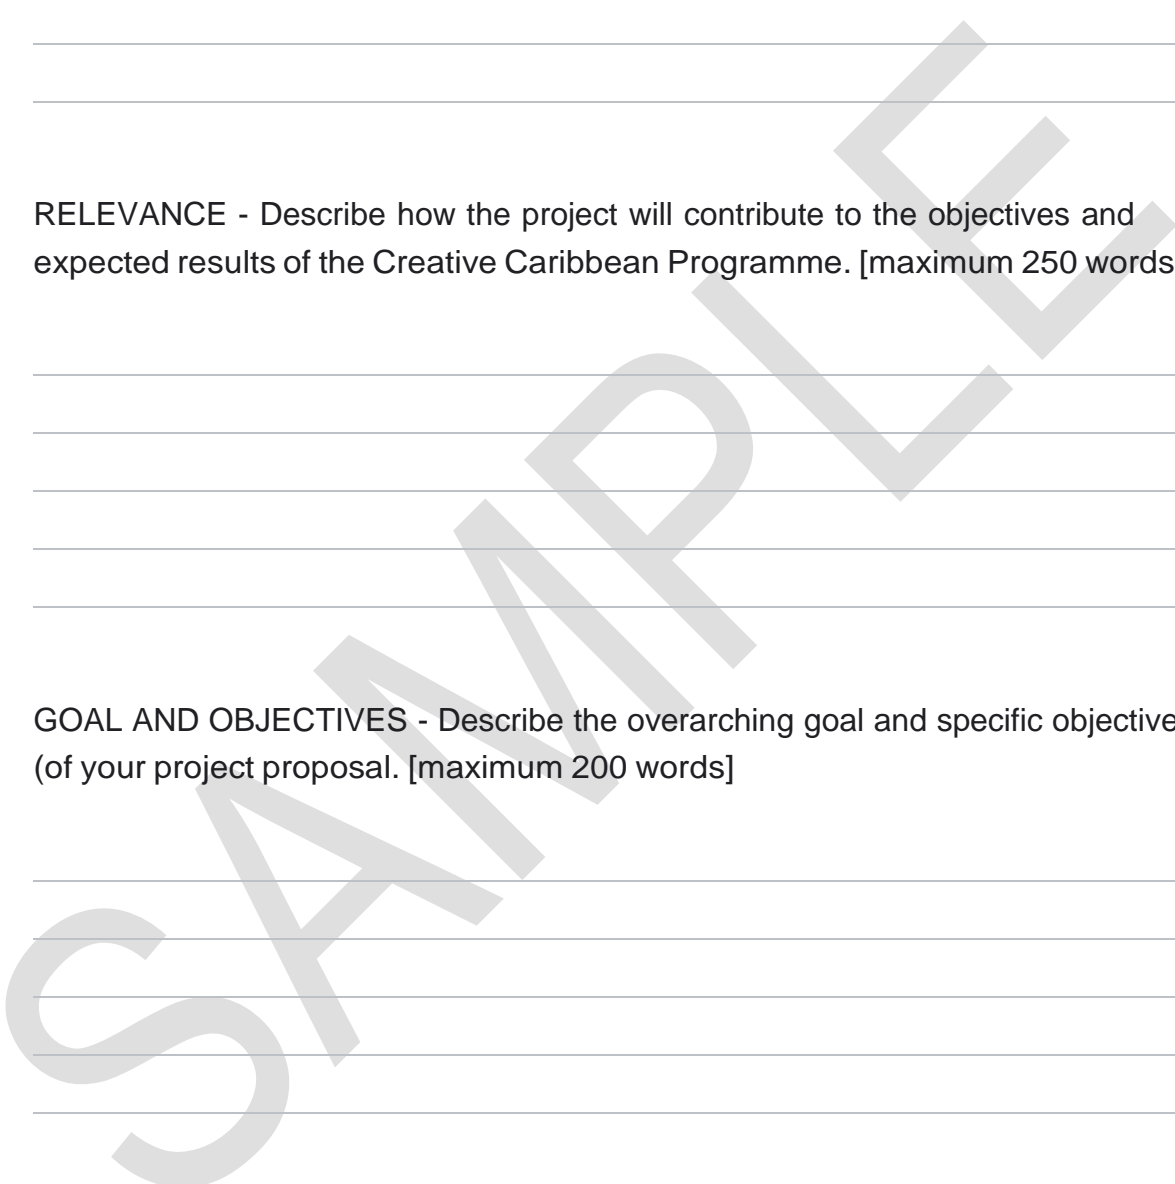 RELEVANCE - Describe how the project will contribute to the objectives and
expected results of the Creative Caribbean Programme. [maximum 250 words
GOAL AND OBJECTIVES - Describe the overarching goal and specific objective
(of your project proposal. [maximum 200 words]
SAMPLE